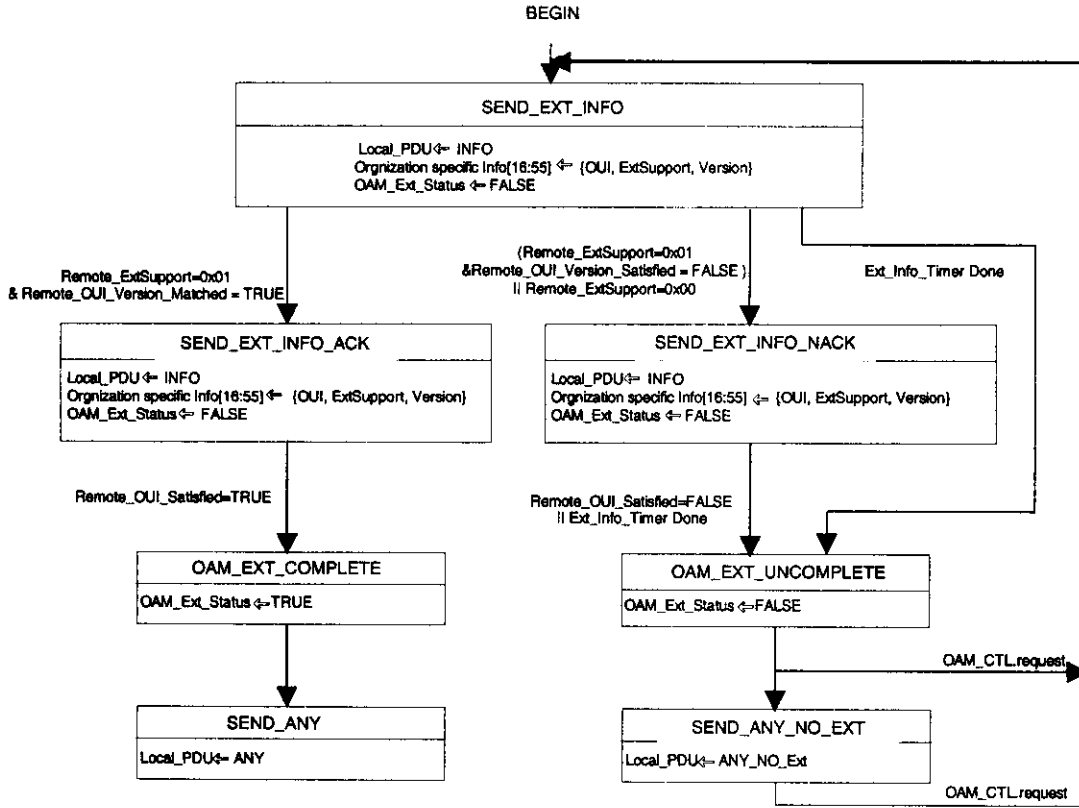 BEGIN
SEND_EXT_INFO
Local_PDU⇐ INFO
Orgnization specific Info[16:55] ⇐ {OUI, ExtSupport, Version}
OAM_Ext_Status ⇐ FALSE
Remote_ExtSupport=0x01
& Remote_OUI_Version_Matched = TRUE
(Remote_ExtSupport=0x01
&Remote_OUI_Version_Satisfied = FALSE )
|| Remote_ExtSupport=0x00
Ext_Info_Timer Done
SEND_EXT_INFO_ACK
Local_PDU ⇐ INFO
Orgnization specific Info[16:55] ⇐ {OUI, ExtSupport, Version}
OAM_Ext_Status ⇐ FALSE
SEND_EXT_INFO_NACK
Local_PDU ⇐ INFO
Orgnization specific Info[16:55] ⇐ {OUI, ExtSupport, Version}
OAM_Ext_Status ⇐ FALSE
Remote_OUI_Satisfied=TRUE
Remote_OUI_Satisfied=FALSE
|| Ext_Info_Timer Done
OAM_EXT_COMPLETE
OAM_Ext_Status ⇐TRUE
OAM_EXT_UNCOMPLETE
OAM_Ext_Status ⇐FALSE
OAM_CTL.request
SEND_ANY
Local_PDU⇐ ANY
SEND_ANY_NO_EXT
Local_PDU⇐ ANY_NO_Ext
OAM_CTL.request